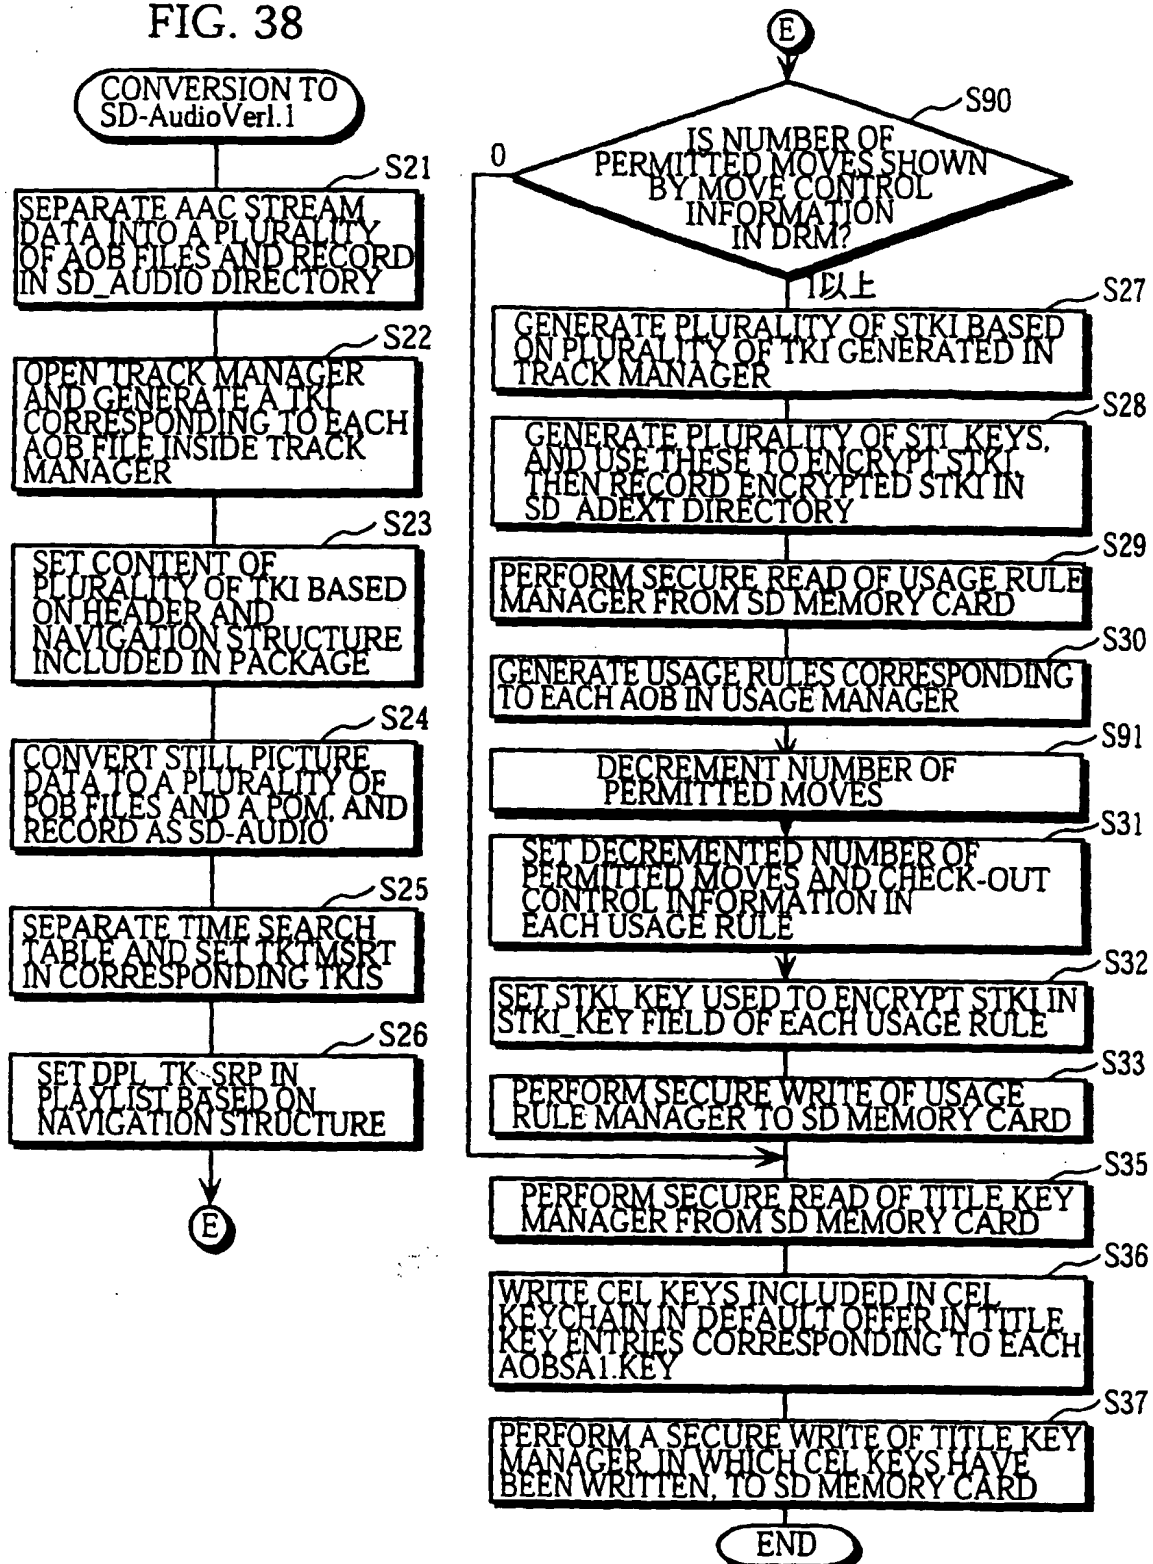 FIG. 38
CONVERSION TO
SD-AudioVer1.1
S21
SEPARATE AAC STREAM
DATA INTO A PLURALITY
OF AOB FILES AND RECORD
IN SD_AUDIO DIRECTORY
S22
OPEN TRACK MANAGER
AND GENERATE A TKI
CORRESPONDING TO EACH
AOB FILE INSIDE TRACK
MANAGER
S23
SET CONTENT OF
PLURALITY OF TKI BASED
ON HEADER AND
NAVIGATION STRUCTURE
INCLUDED IN PACKAGE
S24
CONVERT STILL PICTURE
DATA TO A PLURALITY OF
POB FILES AND A POM, AND
RECORD AS SD-AUDIO
S25
SEPARATE TIME SEARCH
TABLE AND SET TKTMSRT
IN CORRESPONDING TKIS
S26
SET DPL_TK_SRP IN
PLAYLIST BASED ON
NAVIGATION STRUCTURE
E
E
S90
IS NUMBER OF
PERMITTED MOVES SHOWN
BY MOVE CONTROL
INFORMATION
IN DRM?
0
1以上
S27
GENERATE PLURALITY OF STKI BASED
ON PLURALITY OF TKI GENERATED IN
TRACK MANAGER
S28
GENERATE PLURALITY OF STI_KEYS,
AND USE THESE TO ENCRYPT STKI,
THEN RECORD ENCRYPTED STKI IN
SD_ADEXT DIRECTORY
S29
PERFORM SECURE READ OF USAGE RULE
MANAGER FROM SD MEMORY CARD
S30
GENERATE USAGE RULES CORRESPONDING
TO EACH AOB IN USAGE MANAGER
S91
DECREMENT NUMBER OF
PERMITTED MOVES
S31
SET DECREMENTED NUMBER OF
PERMITTED MOVES AND CHECK-OUT
CONTROL INFORMATION IN
EACH USAGE RULE
S32
SET STKI_KEY USED TO ENCRYPT STKI IN
STKI_KEY FIELD OF EACH USAGE RULE
S33
PERFORM SECURE WRITE OF USAGE
RULE MANAGER TO SD MEMORY CARD
S35
PERFORM SECURE READ OF TITLE KEY
MANAGER FROM SD MEMORY CARD
S36
WRITE CEL KEYS INCLUDED IN CEL
KEYCHAIN IN DEFAULT OFFER IN TITLE
KEY ENTRIES CORRESPONDING TO EACH
AOBSA1.KEY
S37
PERFORM A SECURE WRITE OF TITLE KEY
MANAGER, IN WHICH CEL KEYS HAVE
BEEN WRITTEN, TO SD MEMORY CARD
END